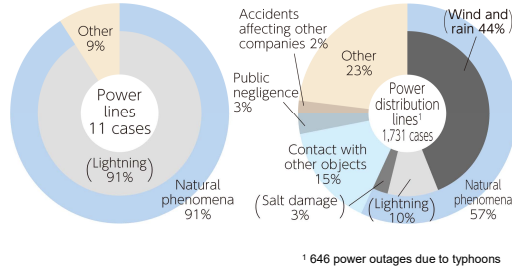 Other
9%
Power
lines
11 cases
(Lightning)
91%
Natural
phenomena
91%
Accidents
affecting other
companies 2%
(Wind and
rain 44%)
Other
23%
Public
negligence
3%
Power
distribution
lines¹
1,731 cases
Contact with
other objects
15%
(Salt damage)
3%
(Lightning)
10%
Natural
phenomena
57%
¹ 646 power outages due to typhoons